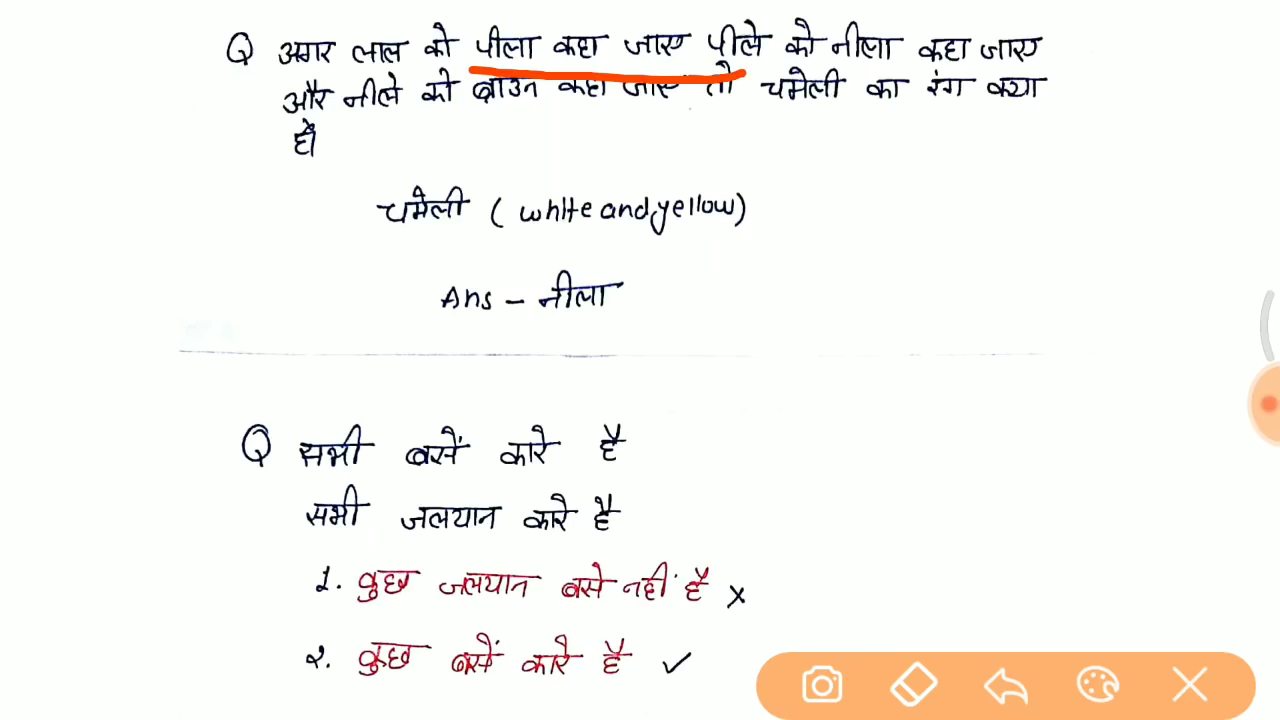 Q अगर लाल को पीला कहा जाए पीले को नीला कहा जाए
और नीले को ब्राउन कहा जाए तो चमेली का रंग क्या
हो
चमेली (white and yellow)
Ans - नीला
Q सभी बसें कारे है
सभी जलयान कारे है
1. कुछ जलयान बसे नहीं है ×
२. कुछ बसें कारे है ✓